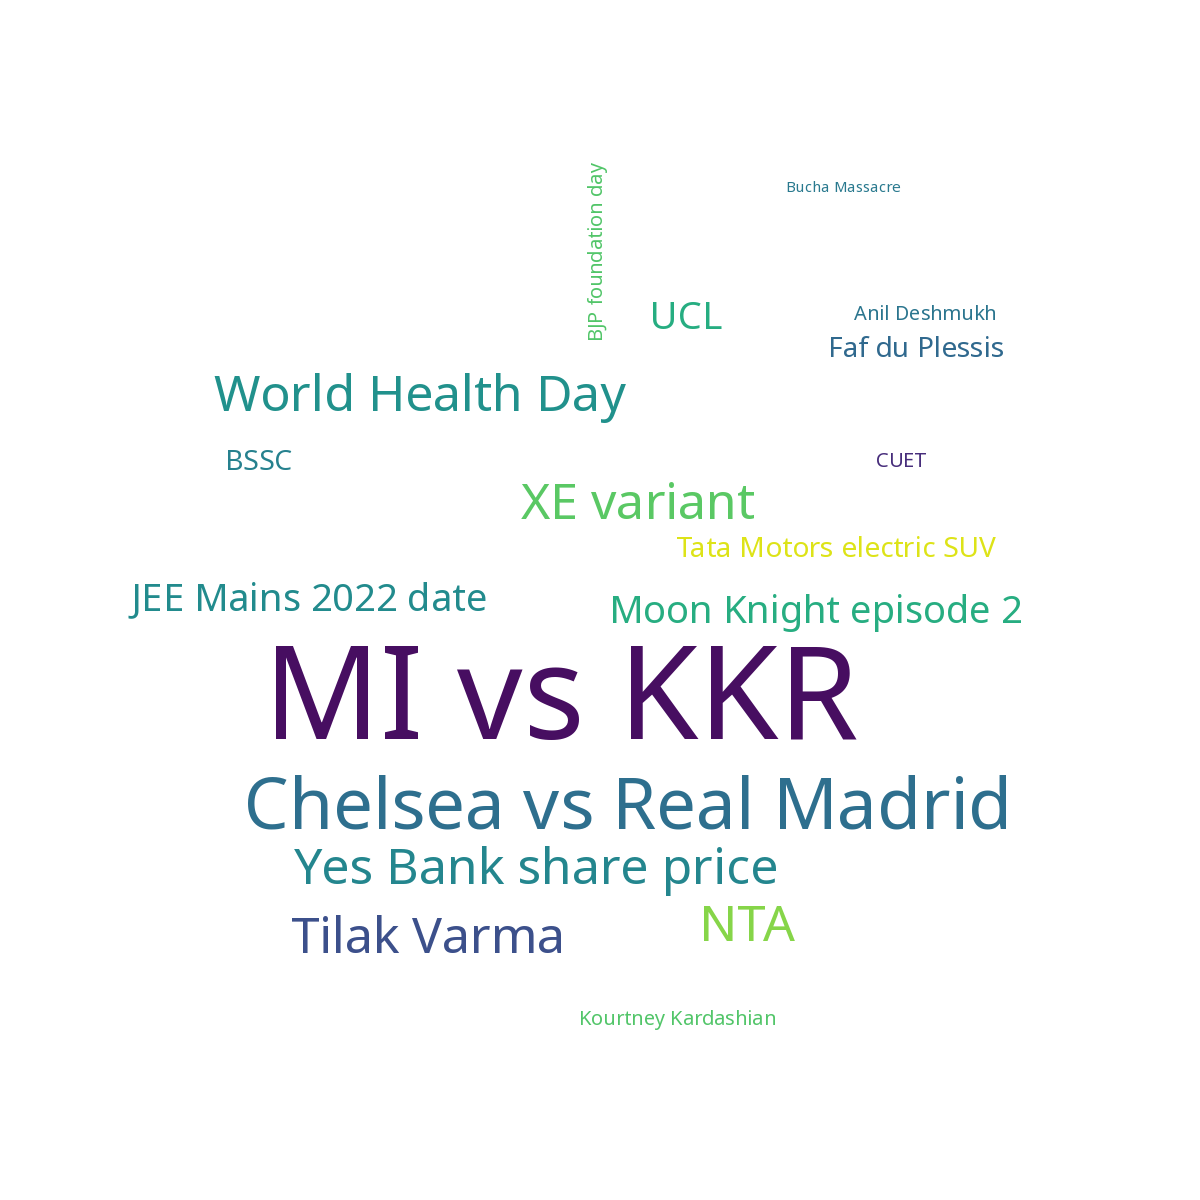 BJP foundation day
Bucha Massacre
UCL
Anil Deshmukh
Faf du Plessis
World Health Day
BSSC
CUET
XE variant
Tata Motors electric SUV
JEE Mains 2022 date
Moon Knight episode 2
MI vs KKR
Chelsea vs Real Madrid
Yes Bank share price
Tilak Varma
NTA
Kourtney Kardashian